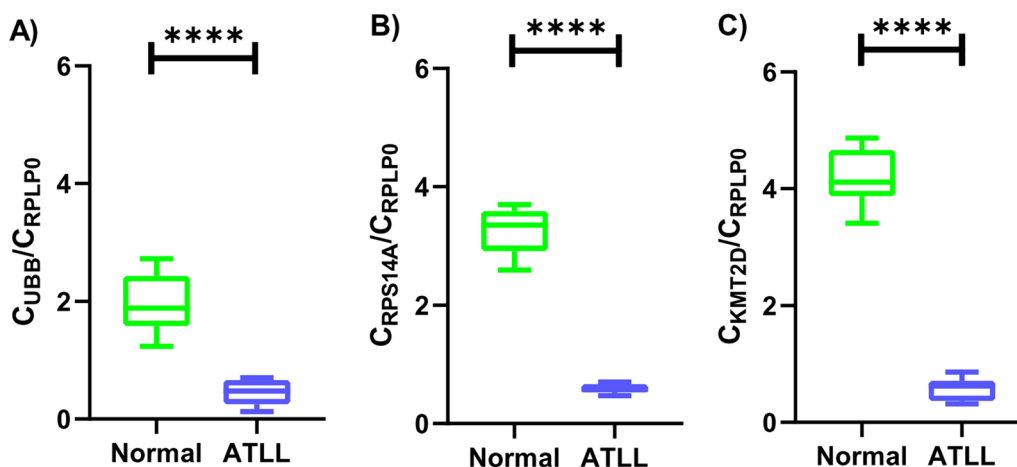 A)
****
6
4
2
0
CUBB/CRPLP0
Normal ATLL
B)
****
6
4
2
0
CRPS14A/CRPLP0
Normal ATLL
C)
****
6
4
2
0
CKMT2D/CRPLP0
Normal ATLL